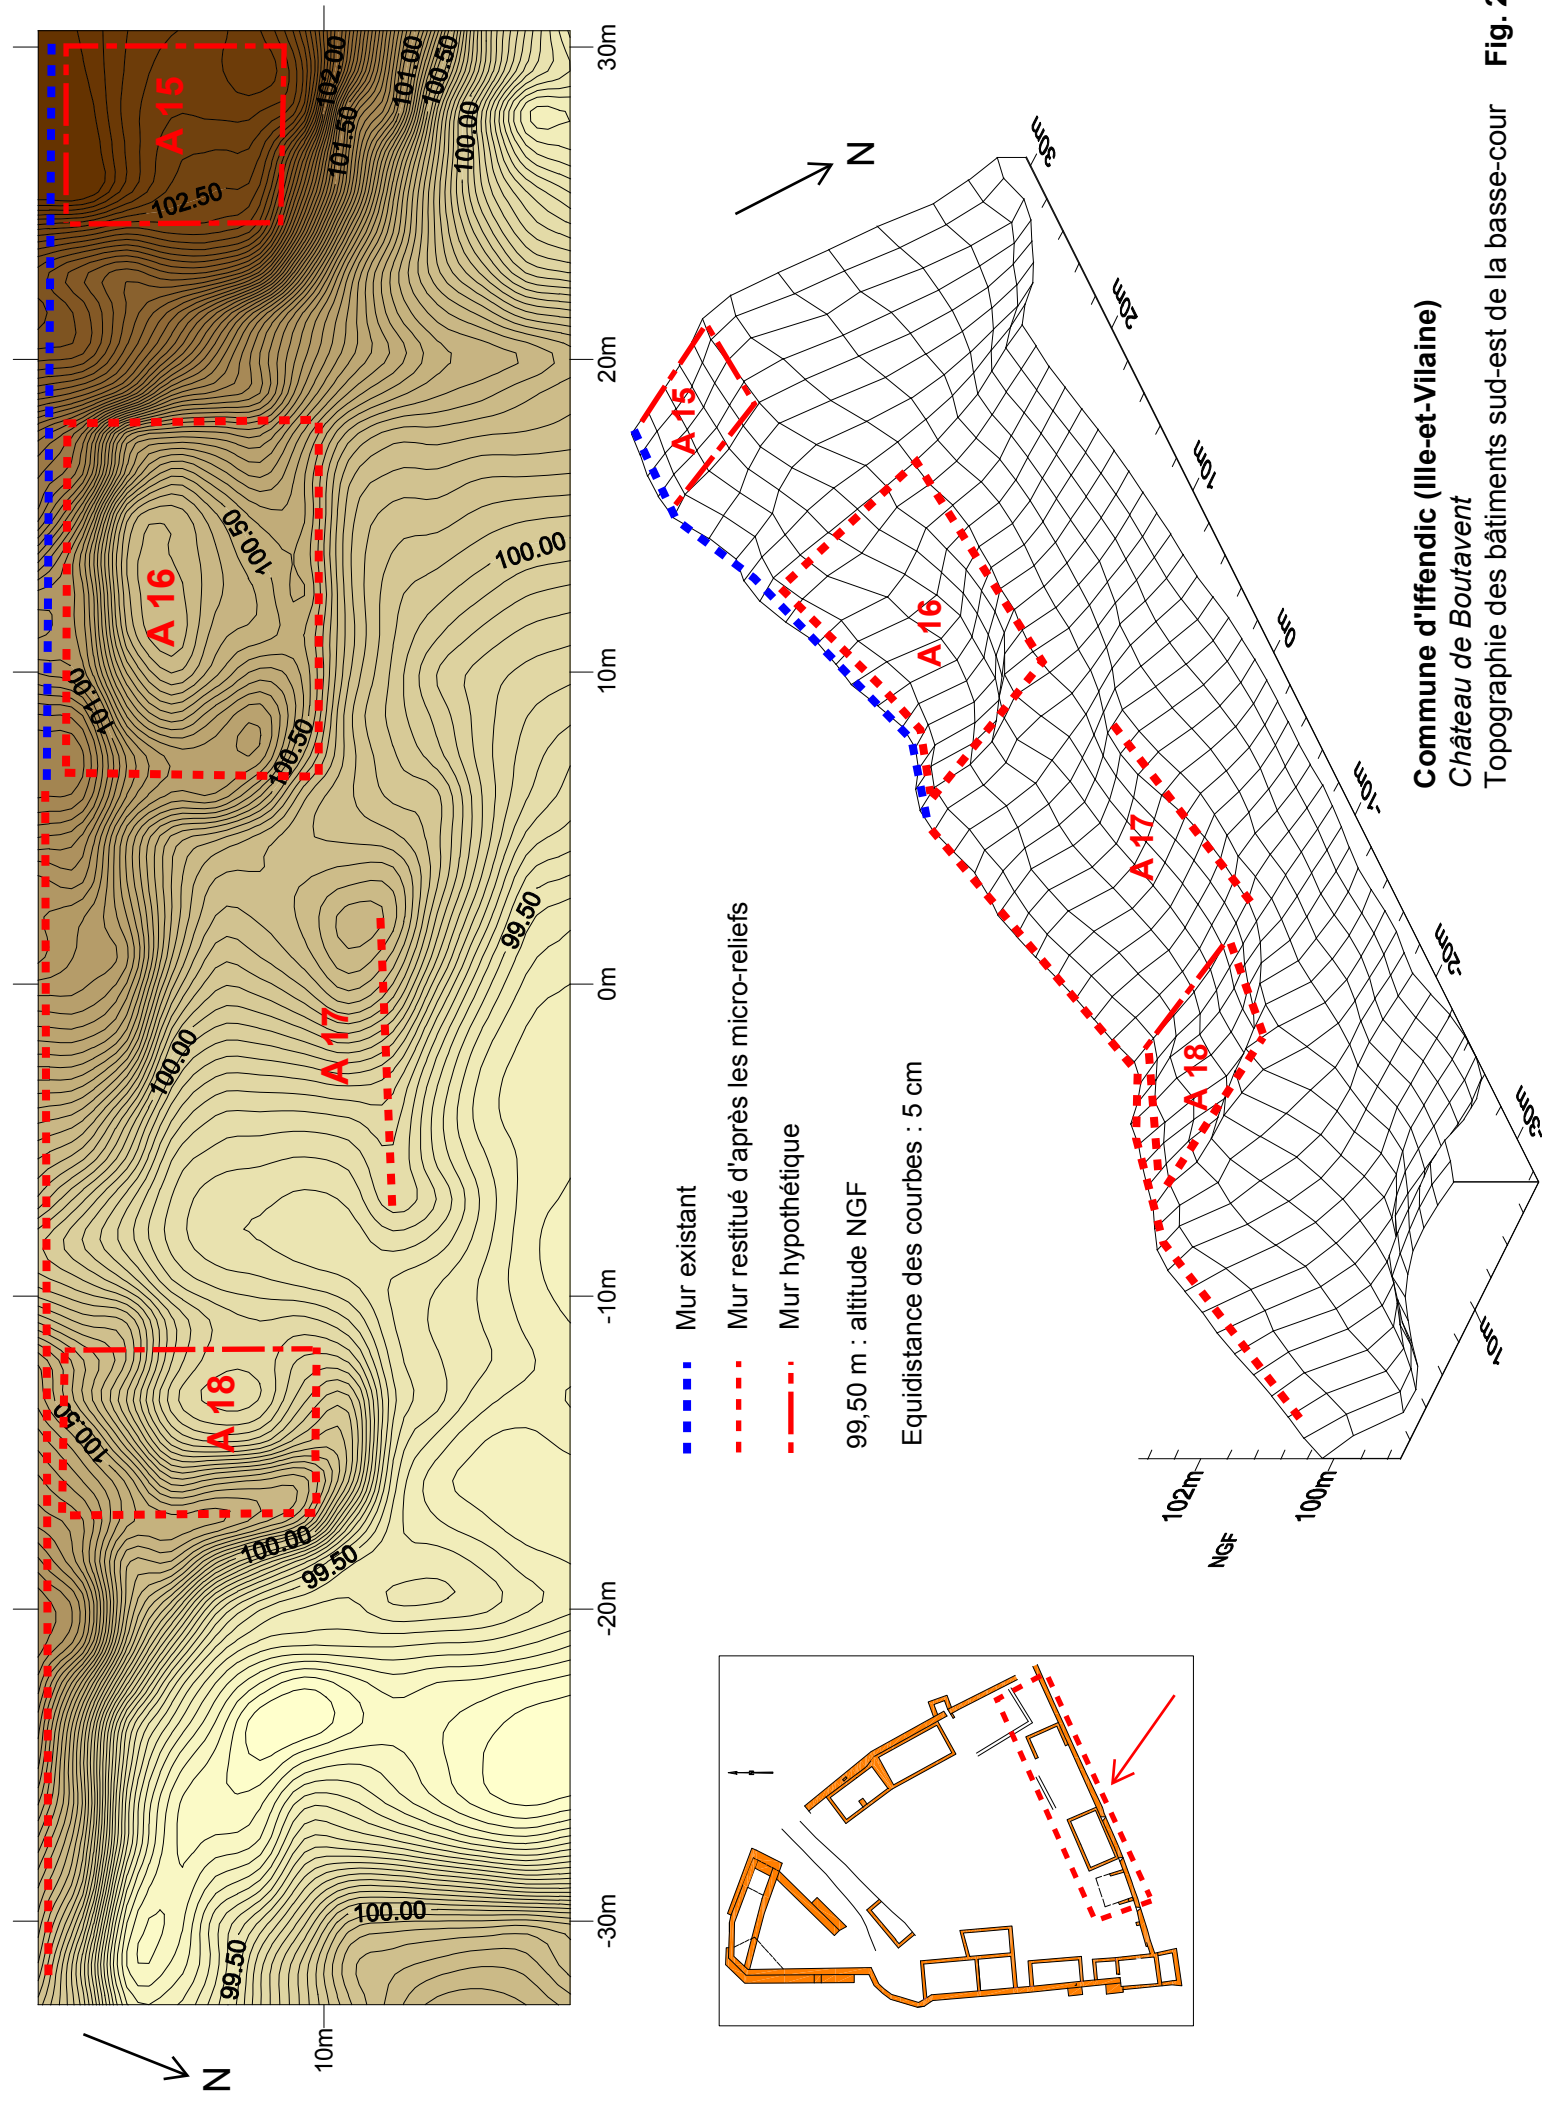 A 15
A 16
A 17
A 18
102.50
102.00
101.50
101.00
100.50
100.00
101.00
100.50
100.50
100.00
100.00
99.50
100.50
100.00
99.50
100.00
99.50
30m
20m
10m
0m
-10m
-20m
-30m
10m
N
Mur existant
Mur restitué d'après les micro-reliefs
Mur hypothétique
99,50 m : altitude NGF
Equidistance des courbes : 5 cm
N
A 15
A 16
A 17
A 18
30m
20m
10m
0m
-10m
-20m
-30m
10m
102m
100m
NGF
Commune d'Iffendic (Ille-et-Vilaine)
Château de Boutavent
Topographie des bâtiments sud-est de la basse-cour
Fig. 2